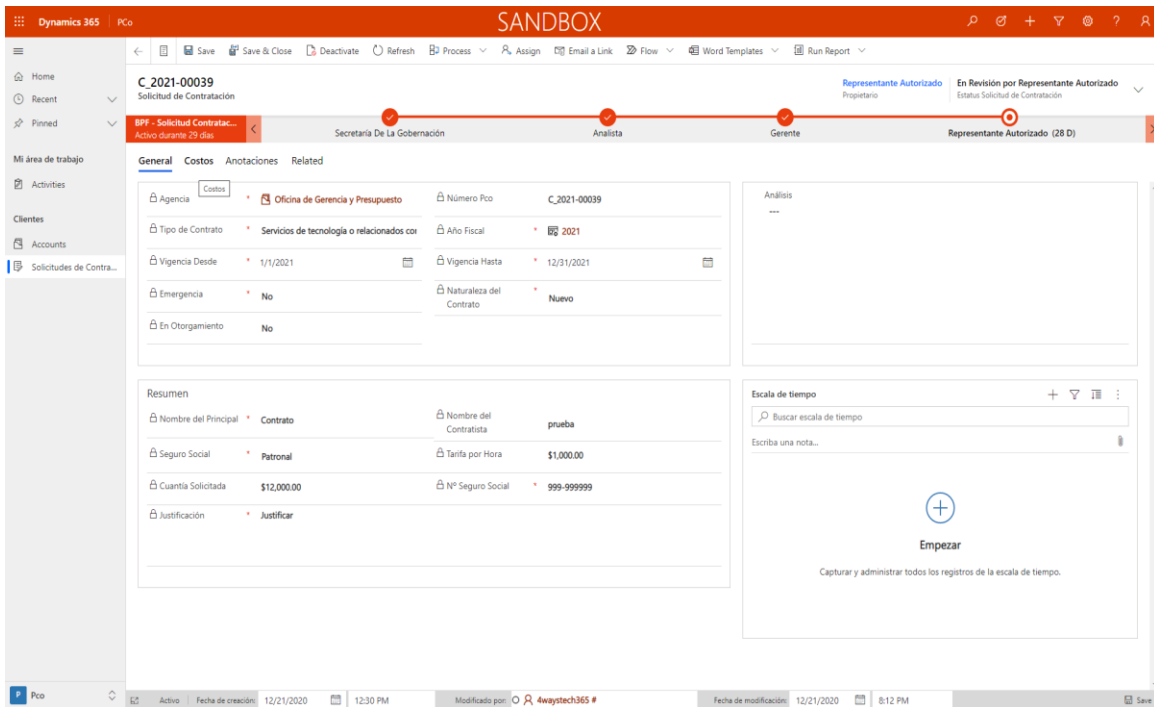 Dynamics 365 PCo SANDBOX
Save Save & Close Deactivate Refresh Process Assign Email a Link Flow Word Templates Run Report
Home
Recent
Pinned
Mi área de trabajo
Activities
Clientes
Accounts
Solicitudes de Contra...
C_2021-00039
Solicitud de Contratación
Representante Autorizado
Propietario
En Revisión por Representante Autorizado
Estatus Solicitud de Contratación
BPF - Solicitud Contratac...
Activo durante 29 días
Secretaría De La Gobernación Analista Gerente Representante Autorizado (28 D)
General Costos Anotaciones Related
Costos
Agencia * Oficina de Gerencia y Presupuesto Número Pco C_2021-00039
Tipo de Contrato * Servicios de tecnología o relacionados con Año Fiscal * 2021
Vigencia Desde * 1/1/2021 Vigencia Hasta * 12/31/2021
Emergencia * No Naturaleza del Contrato * Nuevo
En Otorgamiento No
Análisis
---
Resumen
Nombre del Principal * Contrato Nombre del Contratista prueba
Seguro Social * Patronal Tarifa por Hora $1,000.00
Cuantía Solicitada $12,000.00 Nº Seguro Social * 999-999999
Justificación * Justificar
Escala de tiempo
Buscar escala de tiempo
Escriba una nota...
Empezar
Capturar y administrar todos los registros de la escala de tiempo.
P Pco
Activo Fecha de creación: 12/21/2020 12:30 PM Modificado por: 4waystech365 # Fecha de modificación: 12/21/2020 8:12 PM Save